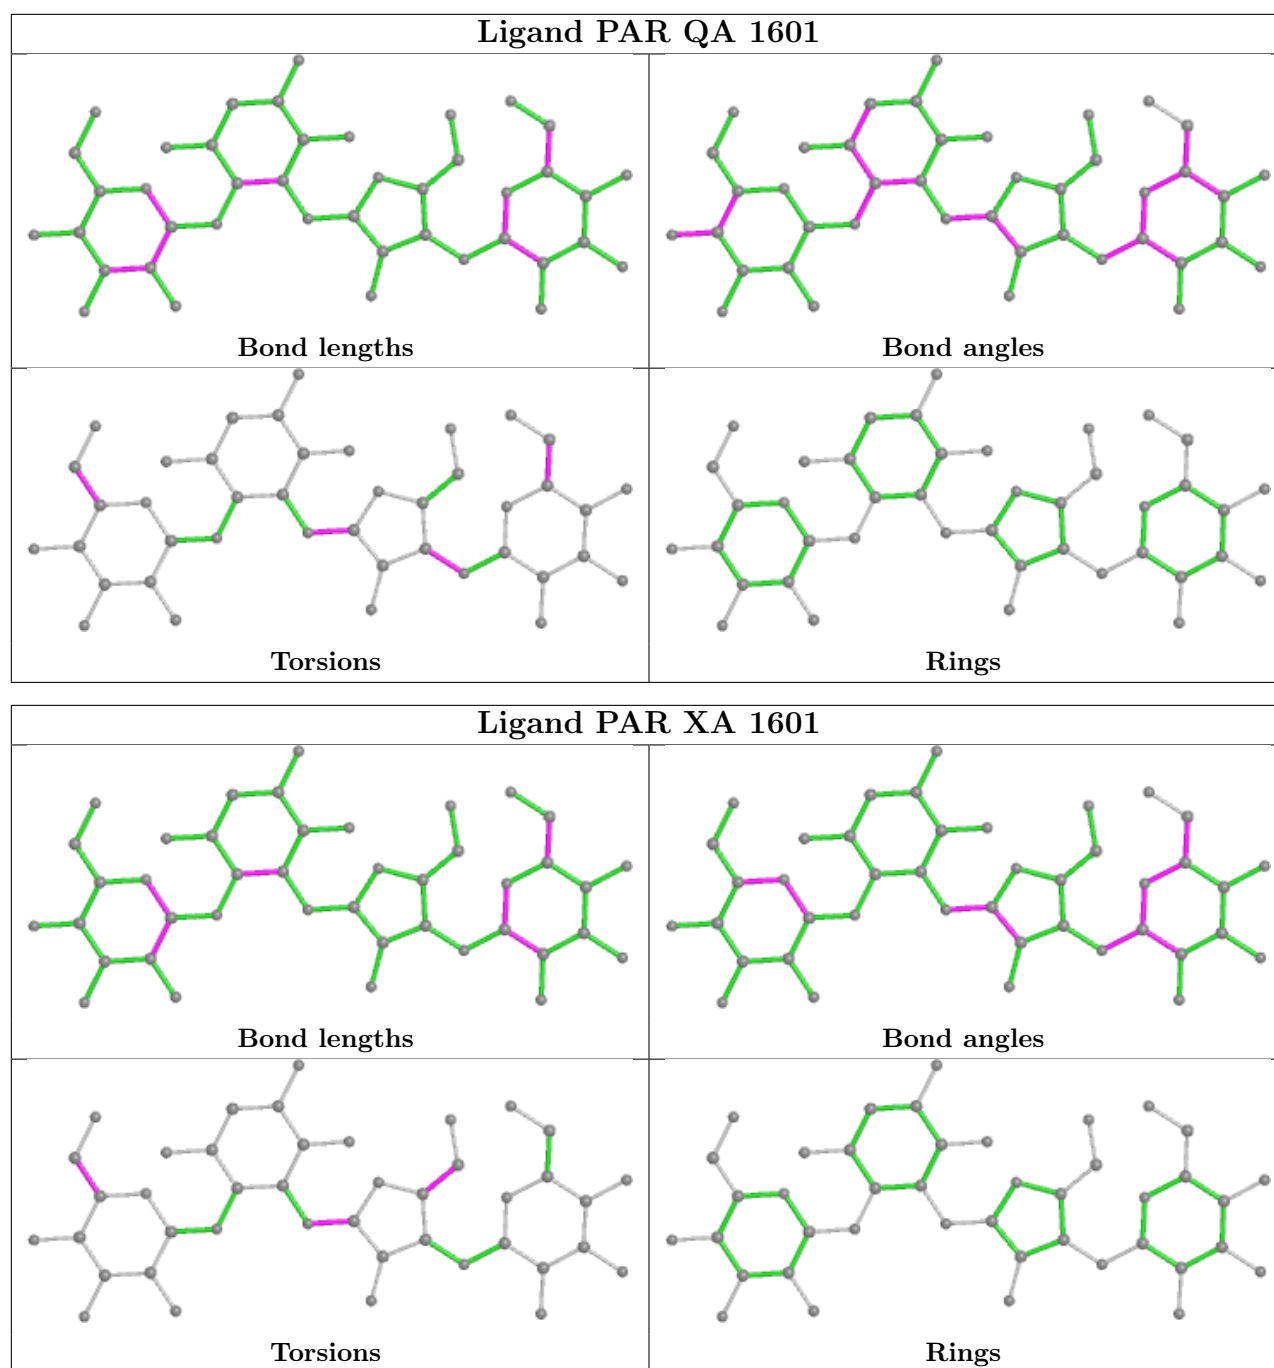 Ligand PAR QA 1601
Bond lengths
Bond angles
Torsions
Rings
Ligand PAR XA 1601
Bond lengths
Bond angles
Torsions
Rings